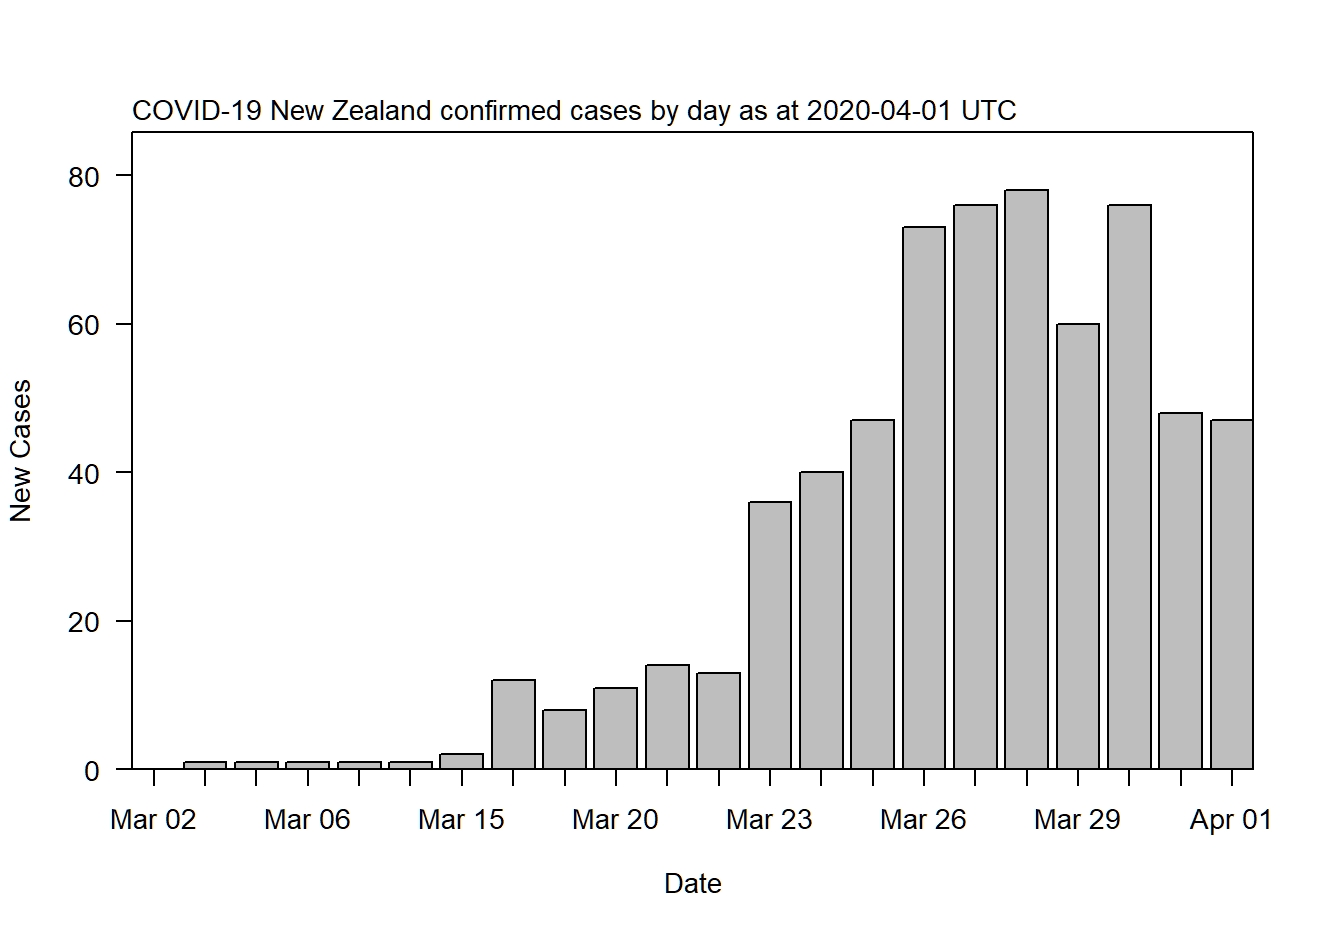 COVID-19 New Zealand confirmed cases by day as at 2020-04-01 UTC
80
60
40
20
0
New Cases
Mar 02 Mar 06 Mar 15 Mar 20 Mar 23 Mar 26 Mar 29 Apr 01
Date